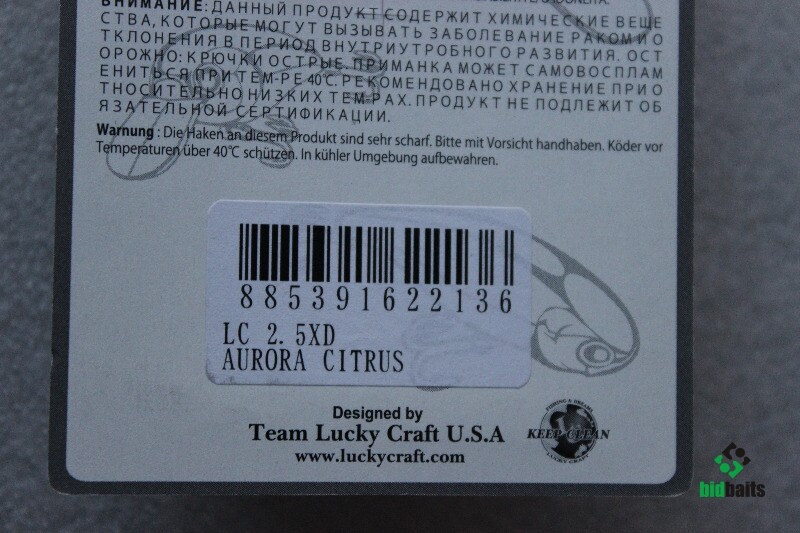 ВНИМАНИЕ: ДАННЫЙ ПРОДУКТ СОДЕРЖИТ ХИМИЧЕСКИЕ ВЕЩЕ
СТВА, КОТОРЫЕ МОГУТ ВЫЗЫВАТЬ ЗАБОЛЕВАНИЕ РАКОМ И О
ТКЛОНЕНИЯ В ПЕРИОД ВНУТРИУТРОБНОГО РАЗВИТИЯ. ОСТ
ОРОЖНО: КРЮЧКИ ОСТРЫЕ. ПРИМАНКА МОЖЕТ САМОВОСПЛАМ
ЕНИТЬСЯ ПРИ ТЕМ-РЕ 40℃. РЕКОМЕНДОВАНО ХРАНЕНИЕ ПРИ О
ТНОСИТЕЛЬНО НИЗКИХ ТЕМ РАХ. ПРОДУКТ НЕ ПОДЛЕЖИТ ОБ
ЯЗАТЕЛЬНОЙ СЕРТИФИКАЦИИ.
Warnung : Die Haken an diesem Produkt sind sehr scharf. Bitte mit Vorsicht handhaben. Köder vor
Temperaturen über 40℃ schützen. In kühler Umgebung aufbewahren.
885391622136
LC 2.5XD
AURORA CITRUS
Designed by
Team Lucky Craft U.S.A
www.luckycraft.com
FISHING & DREAMS
KEEP CLEAN
LUCKY CRAFT
bidbaits